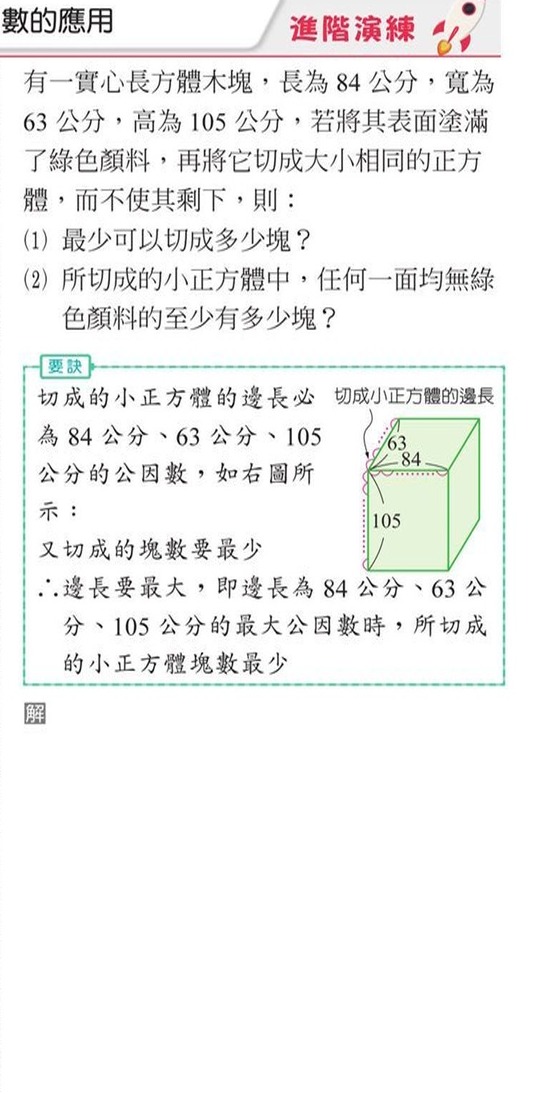 數的應用
進階演練
有一實心長方體木塊，長為 84 公分，寬為
63 公分，高為 105 公分，若將其表面塗滿
了綠色顏料，再將它切成大小相同的正方
體，而不使其剩下，則：
⑴ 最少可以切成多少塊？
⑵ 所切成的小正方體中，任何一面均無綠
色顏料的至少有多少塊？
要訣
切成的小正方體的邊長必
為 84 公分、63 公分、105
公分的公因數，如右圖所
示：
又切成的塊數要最少
∴邊長要最大，即邊長為 84 公分、63 公
分、105 公分的最大公因數時，所切成
的小正方體塊數最少
切成小正方體的邊長
63
84
105
解